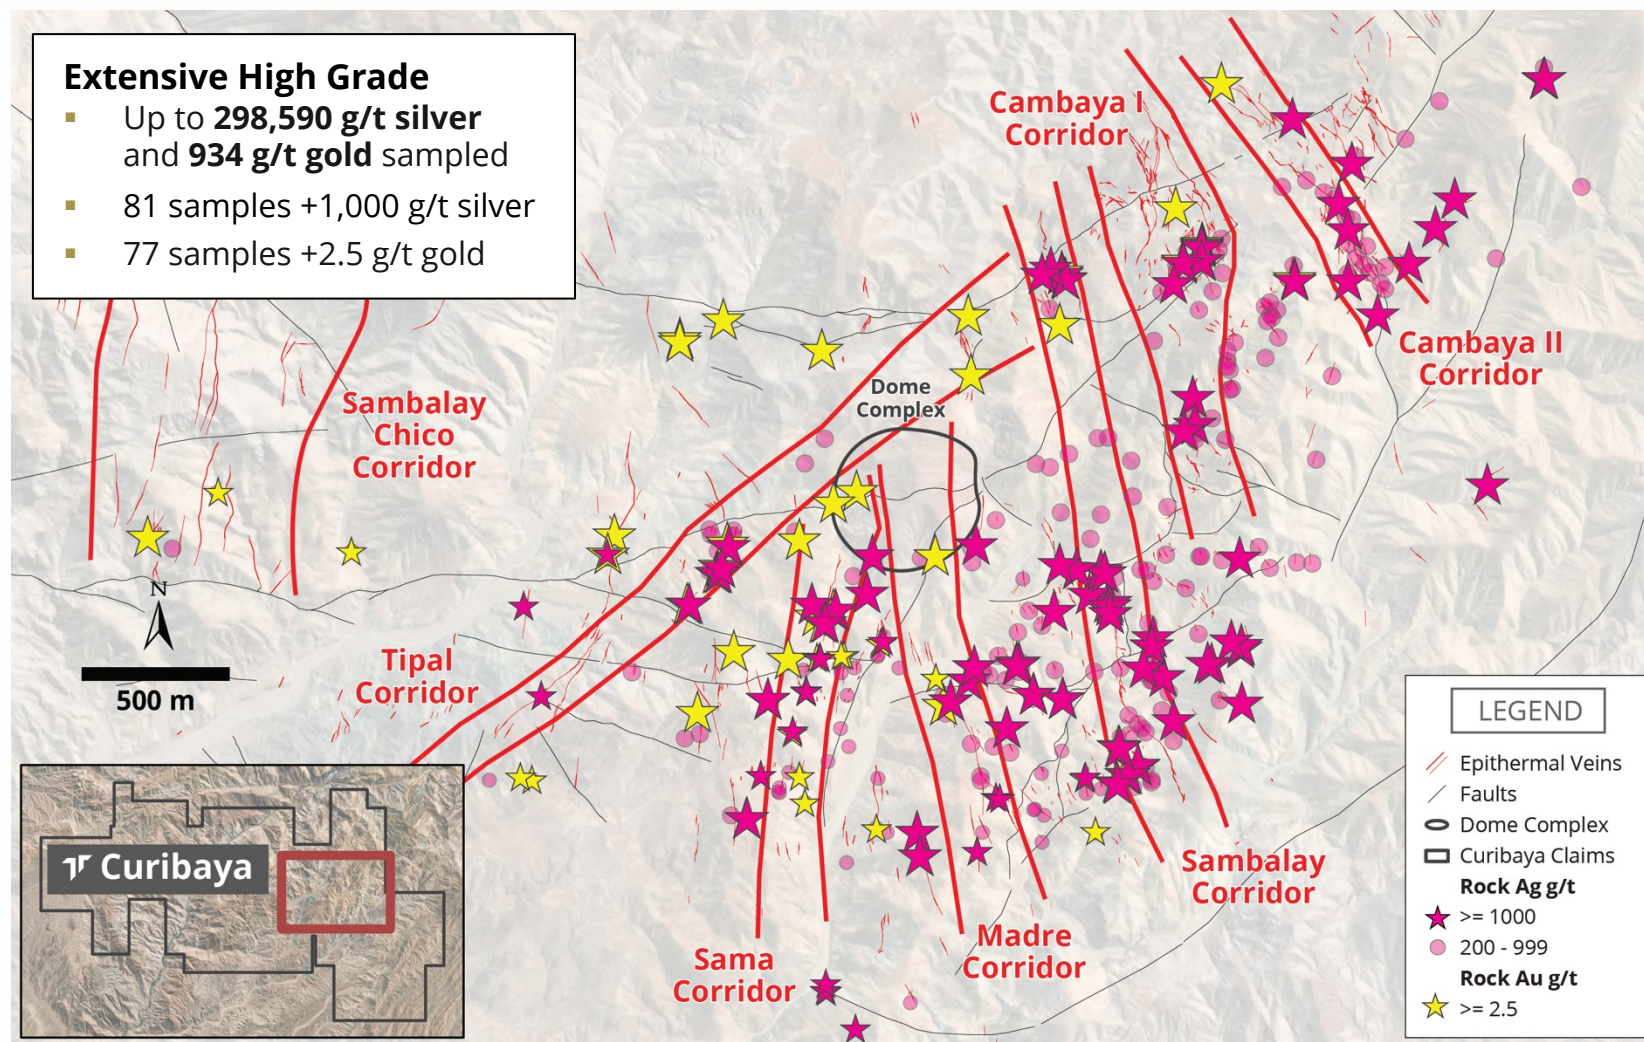 Extensive High Grade
▪ Up to 298,590 g/t silver
and 934 g/t gold sampled
▪ 81 samples +1,000 g/t silver
▪ 77 samples +2.5 g/t gold
Cambaya I
Corridor
Cambaya II
Corridor
Dome
Complex
Sambalay
Chico
Corridor
N
500 m
Tipal
Corridor
Curibaya
Sama
Corridor
Madre
Corridor
Sambalay
Corridor
LEGEND
Epithermal Veins
Faults
Dome Complex
Curibaya Claims
Rock Ag g/t
>= 1000
200 - 999
Rock Au g/t
>= 2.5